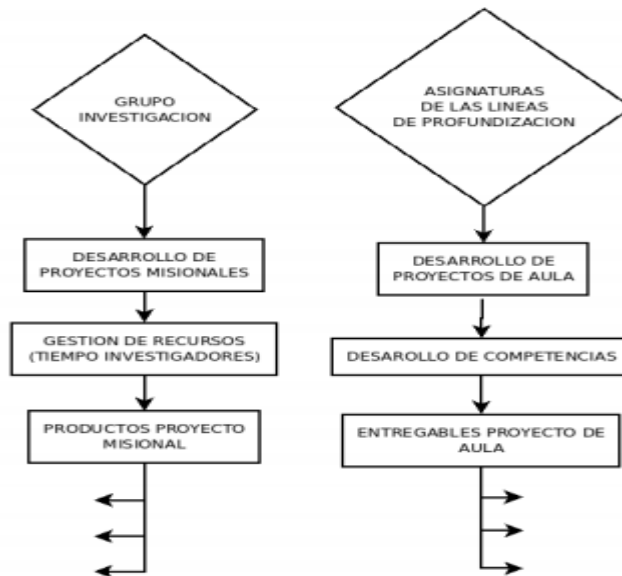 GRUPO
INVESTIGACION
DESARROLLO DE
PROYECTOS MISIONALES
GESTION DE RECURSOS
(TIEMPO INVESTIGADORES)
PRODUCTOS PROYECTO
MISIONAL
ASIGNATURAS
DE LAS LINEAS
DE PROFUNDIZACION
DESARROLLO DE
PROYECTOS DE AULA
DESAROLLO DE COMPETENCIAS
ENTREGABLES PROYECTO DE
AULA